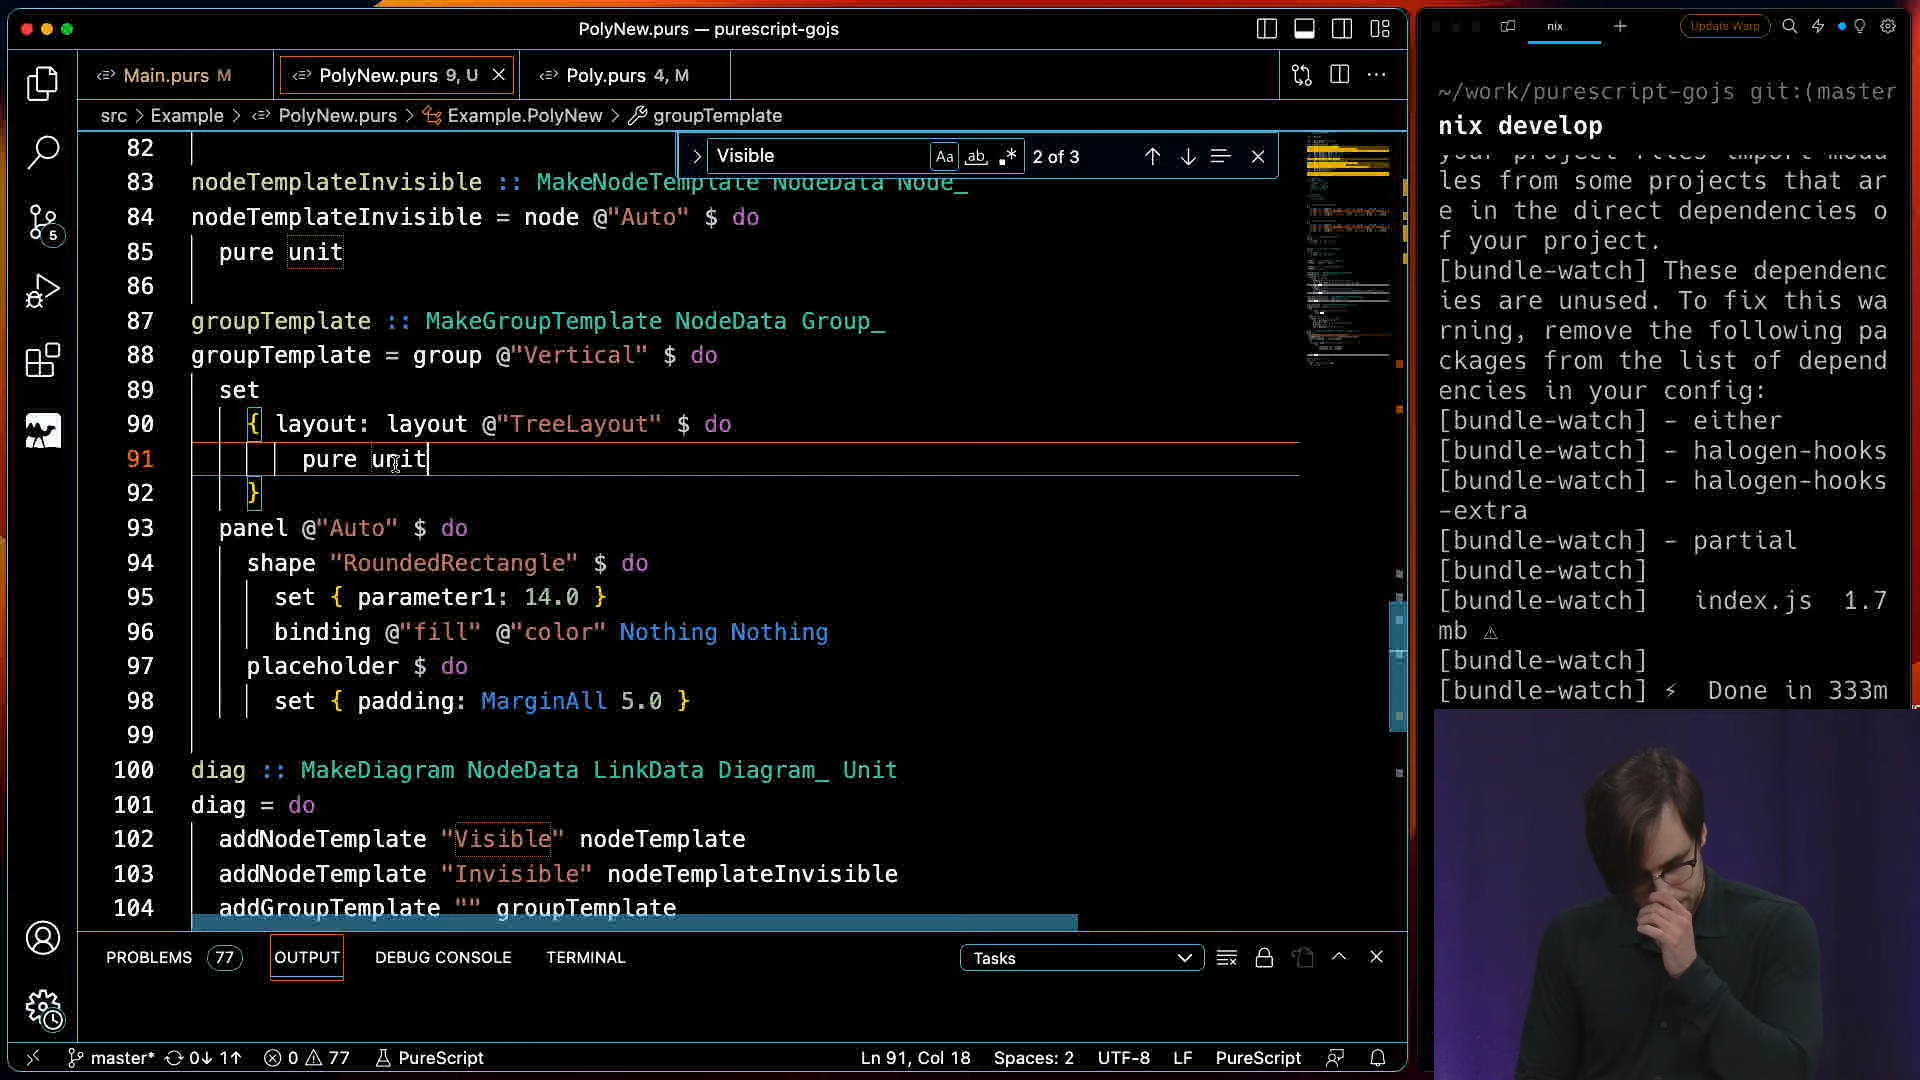 PolyNew.purs — purescript-gojs
Main.purs M
PolyNew.purs 9, U
Poly.purs 4, M
src > Example > PolyNew.purs > Example.PolyNew > groupTemplate
Visible
Aa
ab
2 of 3
82
83 nodeTemplateInvisible :: MakeNodeTemplate NodeData Node_
84 nodeTemplateInvisible = node @"Auto" $ do
85 pure unit
86
87 groupTemplate :: MakeGroupTemplate NodeData Group_
88 groupTemplate = group @"Vertical" $ do
89 set
90 { layout: layout @"TreeLayout" $ do
91 pure unit
92 }
93 panel @"Auto" $ do
94 shape "RoundedRectangle" $ do
95 set { parameter1: 14.0 }
96 binding @"fill" @"color" Nothing Nothing
97 placeholder $ do
98 set { padding: MarginAll 5.0 }
99
100 diag :: MakeDiagram NodeData LinkData Diagram_ Unit
101 diag = do
102 addNodeTemplate "Visible" nodeTemplate
103 addNodeTemplate "Invisible" nodeTemplateInvisible
104 addGroupTemplate "" groupTemplate
5
PROBLEMS 77
OUTPUT
DEBUG CONSOLE
TERMINAL
Tasks
master* 0↓ 1↑
0 77
PureScript
Ln 91, Col 18
Spaces: 2
UTF-8
LF
PureScript
nix
Update Warp
~/work/purescript-gojs git:(master
nix develop
your project files import modu
les from some projects that ar
e in the direct dependencies o
f your project.
[bundle-watch] These dependenc
ies are unused. To fix this wa
rning, remove the following pa
ckages from the list of depend
encies in your config:
[bundle-watch] - either
[bundle-watch] - halogen-hooks
[bundle-watch] - halogen-hooks
-extra
[bundle-watch] - partial
[bundle-watch]
[bundle-watch] index.js 1.7
mb ⚠
[bundle-watch]
[bundle-watch] ⚡ Done in 333m